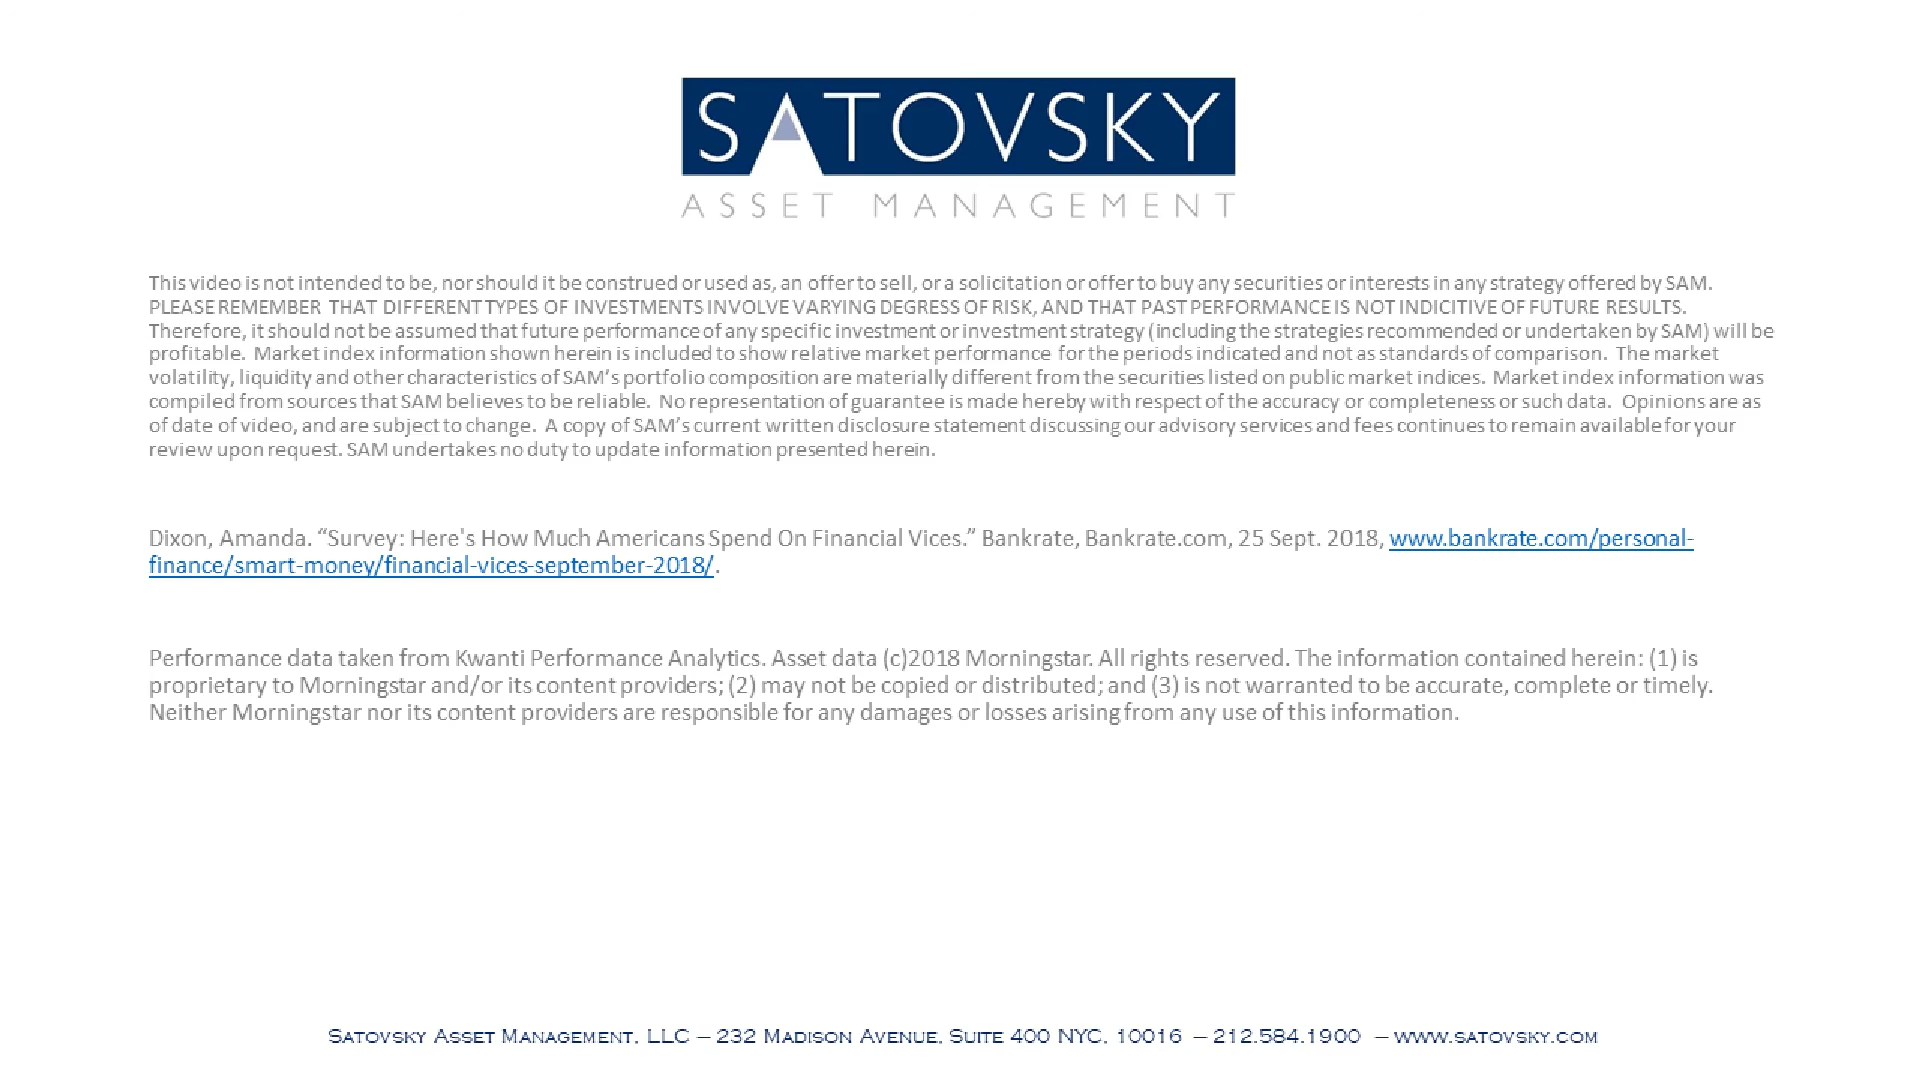 SATOVSKY
ASSET MANAGEMENT
This video is not intended to be, nor should it be construed or used as, an offer to sell, or a solicitation or offer to buy any securities or interests in any strategy offered by SAM.
PLEASE REMEMBER THAT DIFFERENT TYPES OF INVESTMENTS INVOLVE VARYING DEGRESS OF RISK, AND THAT PAST PERFORMANCE IS NOT INDICITIVE OF FUTURE RESULTS.
Therefore, it should not be assumed that future performance of any specific investment or investment strategy (including the strategies recommended or undertaken by SAM) will be
profitable. Market index information shown herein is included to show relative market performance for the periods indicated and not as standards of comparison. The market
volatility, liquidity and other characteristics of SAM’s portfolio composition are materially different from the securities listed on public market indices. Market index information was
compiled from sources that SAM believes to be reliable. No representation of guarantee is made hereby with respect of the accuracy or completeness or such data. Opinions are as
of date of video, and are subject to change. A copy of SAM’s current written disclosure statement discussing our advisory services and fees continues to remain available for your
review upon request. SAM undertakes no duty to update information presented herein.
Dixon, Amanda. “Survey: Here's How Much Americans Spend On Financial Vices.” Bankrate, Bankrate.com, 25 Sept. 2018, www.bankrate.com/personal-
finance/smart-money/financial-vices-september-2018/.
Performance data taken from Kwanti Performance Analytics. Asset data (c)2018 Morningstar. All rights reserved. The information contained herein: (1) is
proprietary to Morningstar and/or its content providers; (2) may not be copied or distributed; and (3) is not warranted to be accurate, complete or timely.
Neither Morningstar nor its content providers are responsible for any damages or losses arising from any use of this information.
Satovsky Asset Management, LLC – 232 Madison Avenue, Suite 400 NYC, 10016 – 212.584.1900 – www.satovsky.com